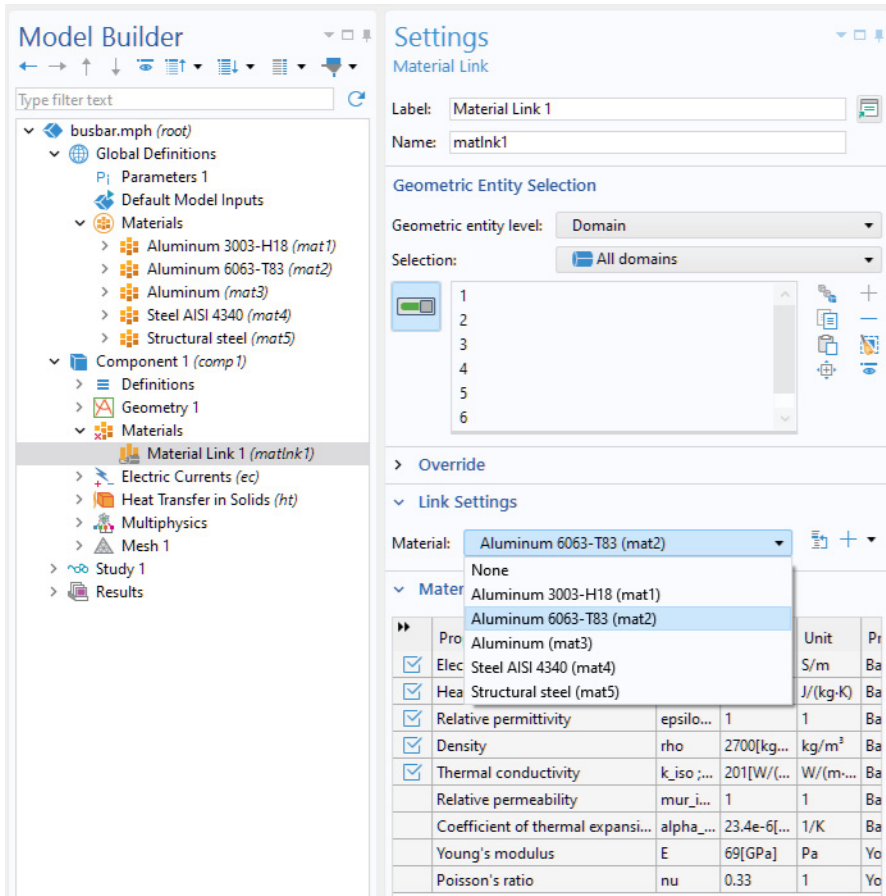 Model Builder
Type filter text
busbar.mph (root)
Global Definitions
Pi Parameters 1
Default Model Inputs
Materials
Aluminum 3003-H18 (mat1)
Aluminum 6063-T83 (mat2)
Aluminum (mat3)
Steel AISI 4340 (mat4)
Structural steel (mat5)
Component 1 (comp1)
Definitions
Geometry 1
Materials
Material Link 1 (matlnk1)
Electric Currents (ec)
Heat Transfer in Solids (ht)
Multiphysics
Mesh 1
Study 1
Results
Settings
Material Link
Label: Material Link 1
Name: matlnk1
Geometric Entity Selection
Geometric entity level: Domain
Selection: All domains
1
2
3
4
5
6
Override
Link Settings
Material: Aluminum 6063-T83 (mat2)
None
Aluminum 3003-H18 (mat1)
Aluminum 6063-T83 (mat2)
Aluminum (mat3)
Steel AISI 4340 (mat4)
Structural steel (mat5)
Mater
Pro Unit Pr
Elec S/m Ba
Hea J/(kg·K) Ba
Relative permittivity epsilo... 1 1 Ba
Density rho 2700[kg... kg/m³ Ba
Thermal conductivity k_iso ;... 201[W/(... W/(m·... Ba
Relative permeability mur_i... 1 1 Ba
Coefficient of thermal expansi... alpha_... 23.4e-6[... 1/K Ba
Young's modulus E 69[GPa] Pa Yo
Poisson's ratio nu 0.33 1 Yo